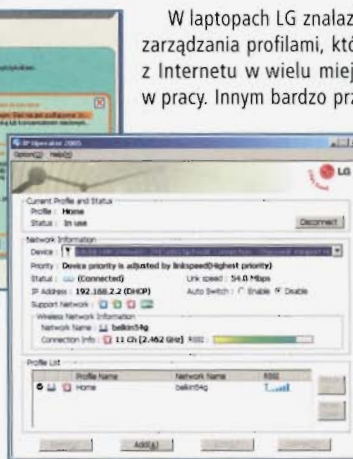 W laptopach LG znalaz
zarządzania profilami, któ
z Internetu w wielu miej
w pracy. Innym bardzo prz
IP Operator 2005
Option(O) Help(H)
LG
Current Profile and Status
Profile : Home
Status : In use
Disconnect
Network Information
Device :
Priority : Device priority is adjusted by linkspeed(Highest priority)
Status : (Connected) Link speed : 54.0 Mbps
IP Address : 192.168.2.2 (DHCP) Auto Switch : Enable Disable
Support Network :
Wireless Network Information
Network Name : belkin54g
Connection Info : 11 Ch [2.462 GHz] RSSI :
Profile List
Profile Name Network Name RSSI
Home belkin54g
Add(A)